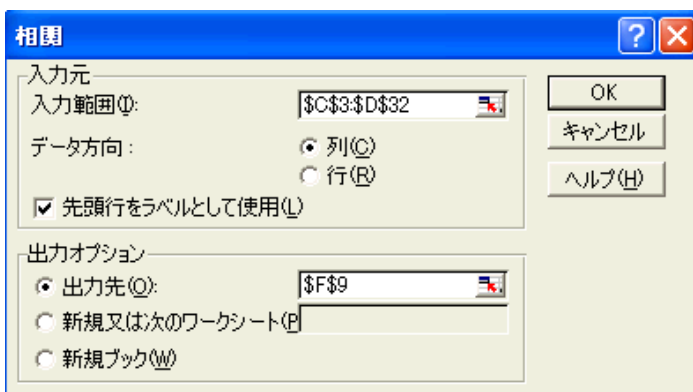 相関
入力元
入力範囲(I):
$C$3:$D$32
データ方向:
列(C)
行(R)
先頭行をラベルとして使用(L)
出力オプション
出力先(O):
$F$9
新規又は次のワークシート(P
新規ブック(W)
OK
キャンセル
ヘルプ(H)